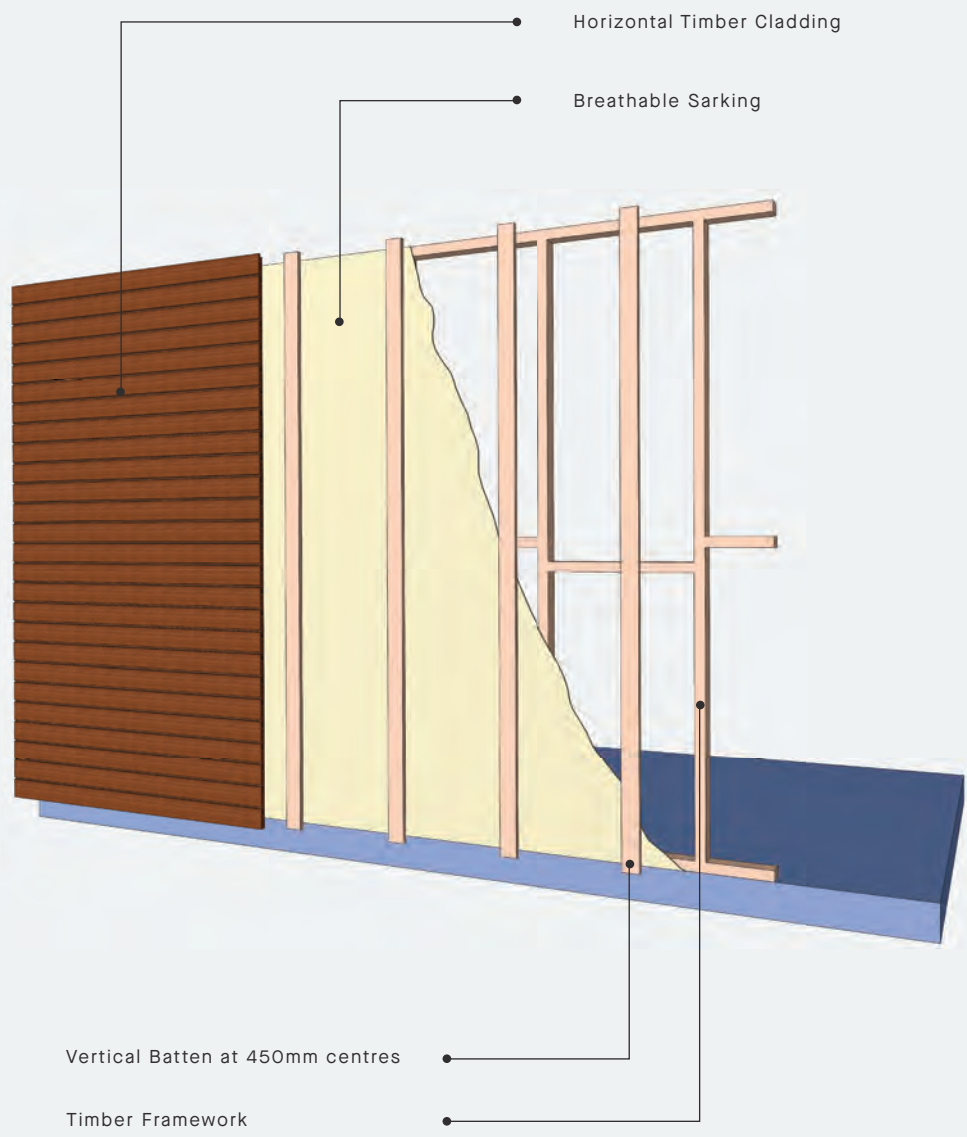 Horizontal Timber Cladding
Breathable Sarking
Vertical Batten at 450mm centres
Timber Framework